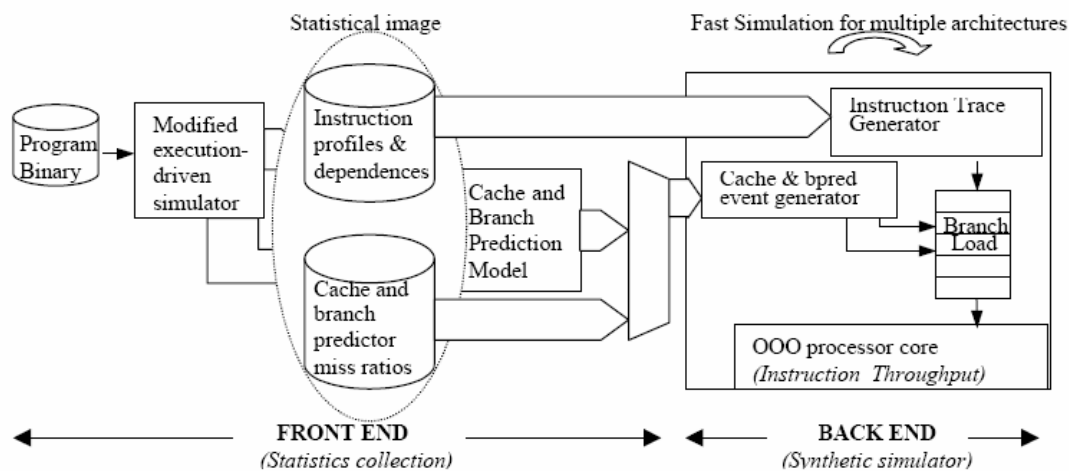 Statistical image
Fast Simulation for multiple architectures
Program
Binary
Modified
execution-
driven
simulator
Instruction
profiles &
dependences
Cache and
branch
predictor
miss ratios
Cache and
Branch
Prediction
Model
Instruction Trace
Generator
Cache & bpred
event generator
Branch
Load
OOO processor core
(Instruction Throughput)
FRONT END
(Statistics collection)
BACK END
(Synthetic simulator)